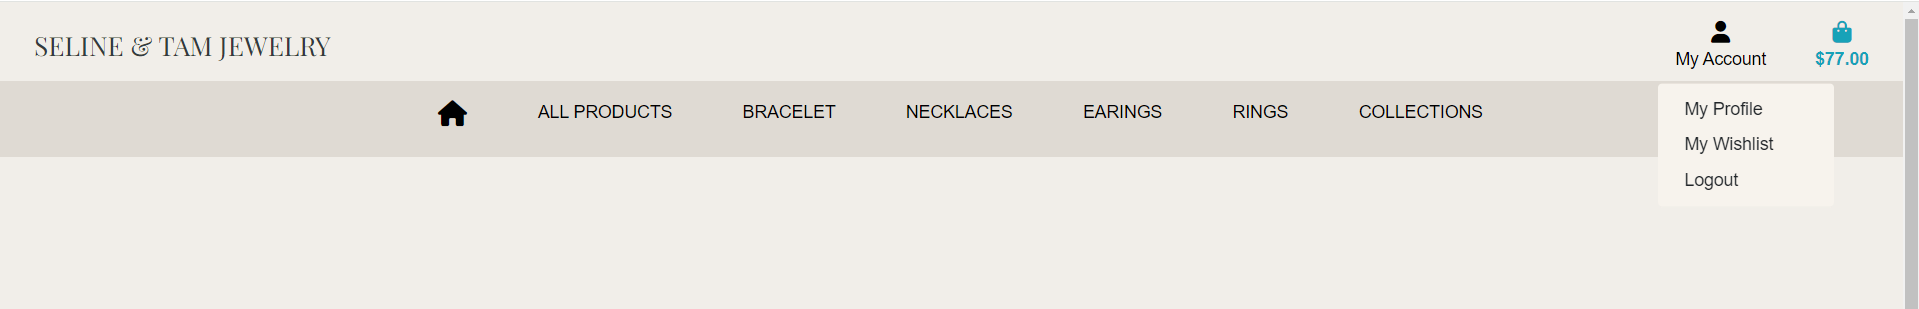 SELINE & TAM JEWELRY
My Account
$77.00
ALL PRODUCTS
BRACELET
NECKLACES
EARINGS
RINGS
COLLECTIONS
My Profile
My Wishlist
Logout